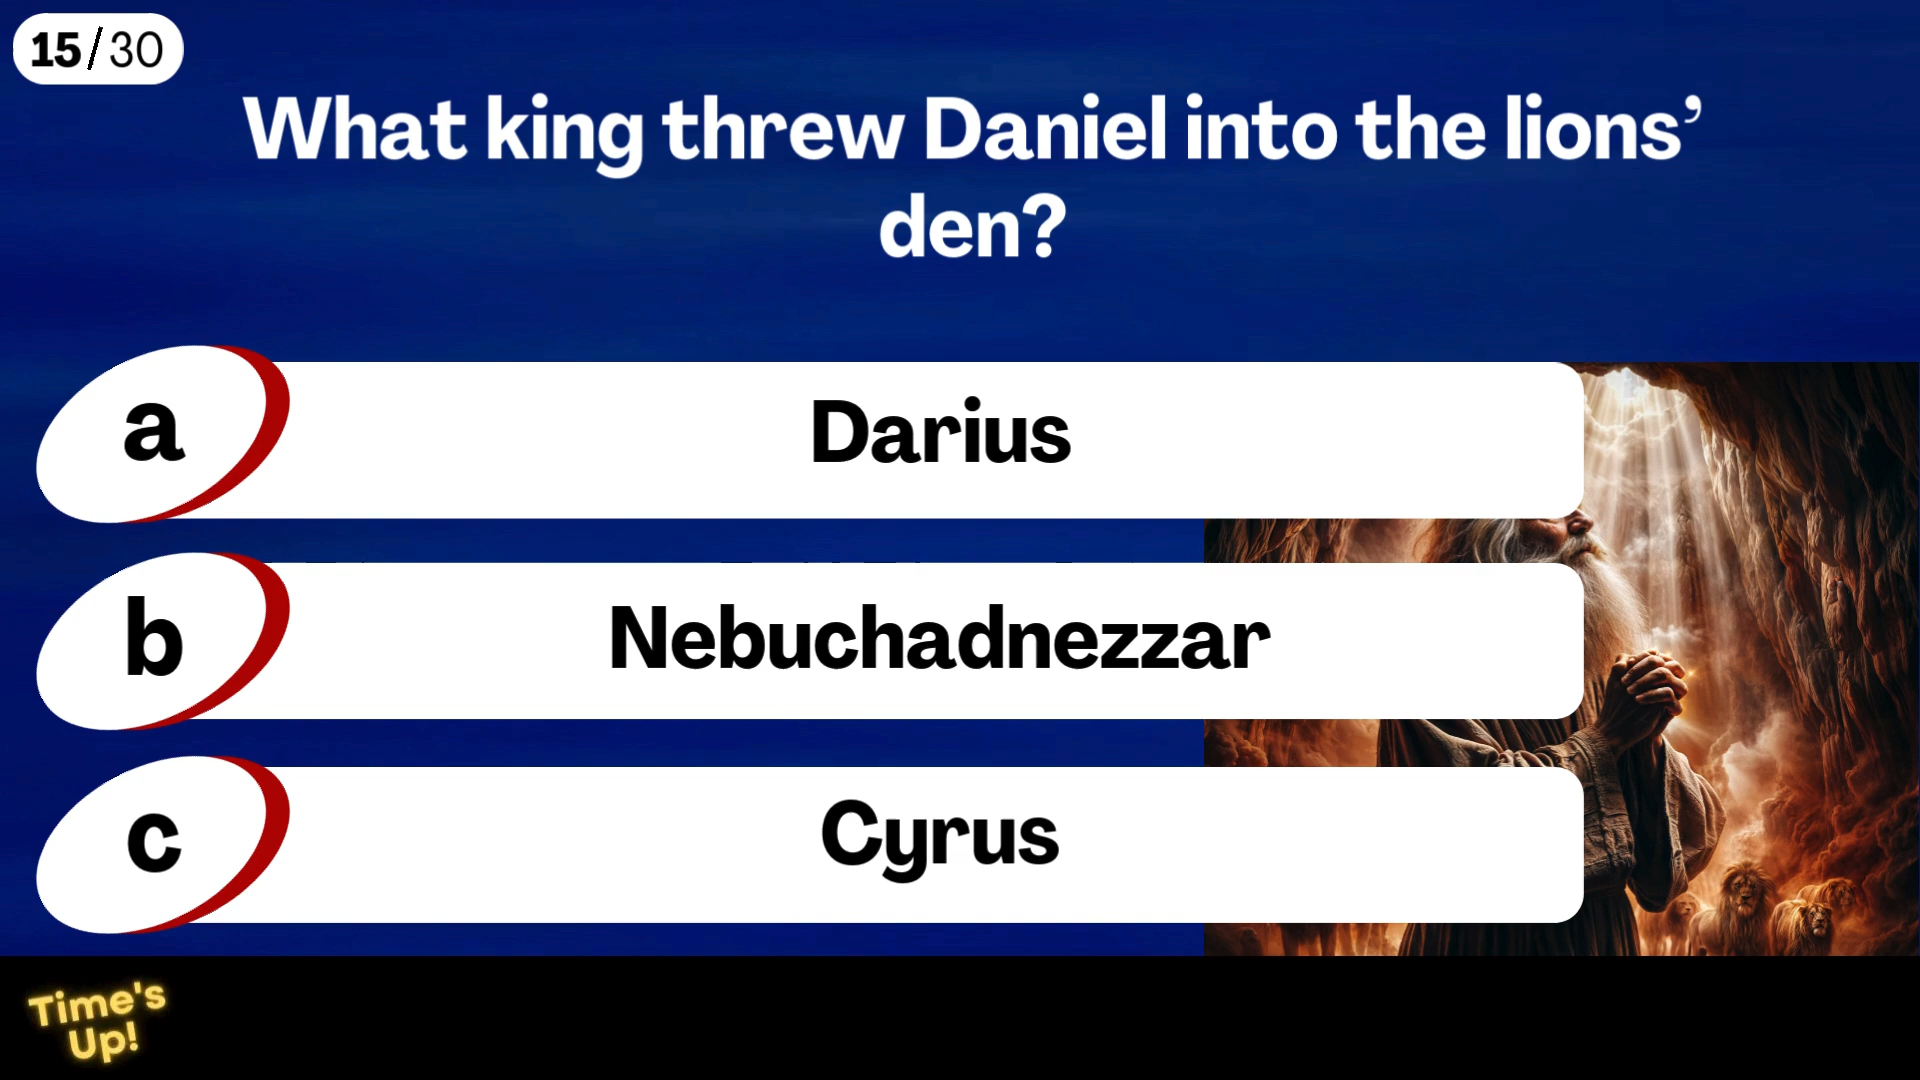 15/30
What king threw Daniel into the lions’
den?
a
Darius
b
Nebuchadnezzar
c
Cyrus
Time's
Up!